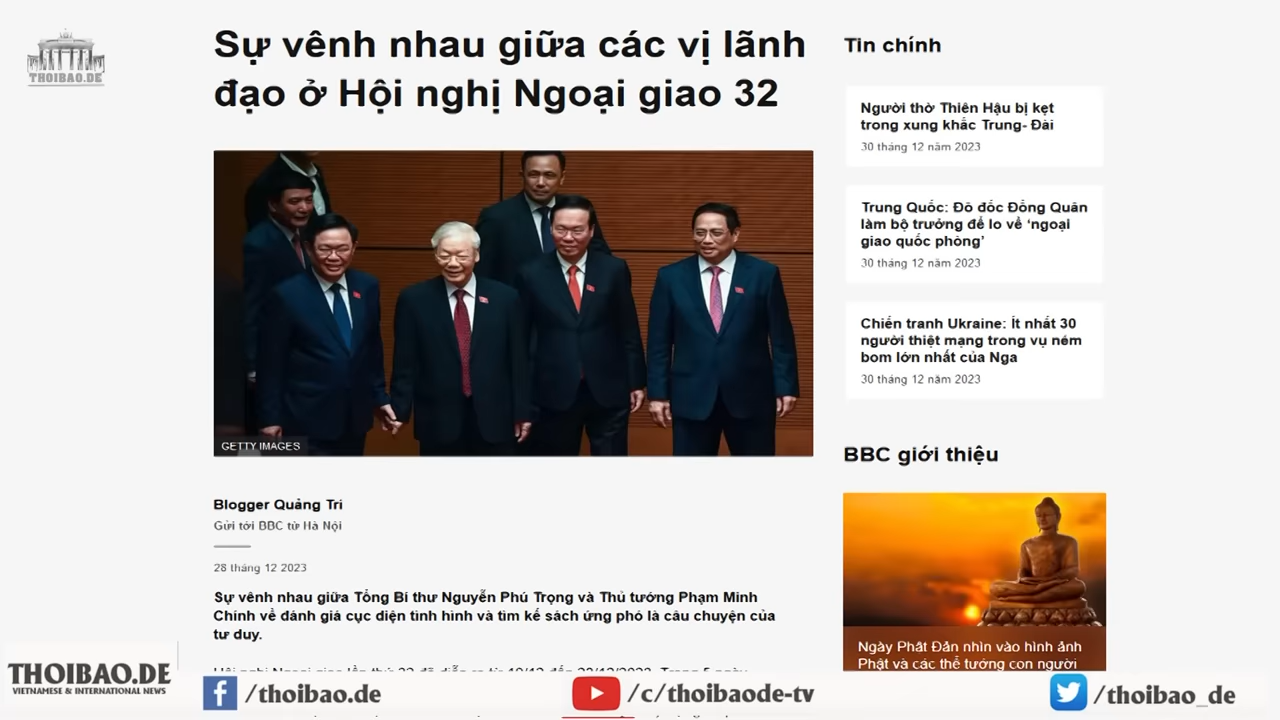 THOIBAO.DE
Sự vênh nhau giữa các vị lãnh
đạo ở Hội nghị Ngoại giao 32
GETTY IMAGES
Blogger Quảng Trí
Gửi tới BBC từ Hà Nội
28 tháng 12 2023
Sự vênh nhau giữa Tổng Bí thư Nguyễn Phú Trọng và Thủ tướng Phạm Minh
Chính về đánh giá cục diện tình hình và tìm kế sách ứng phó là câu chuyện của
tư duy.
Tin chính
Người thờ Thiên Hậu bị kẹt
trong xung khắc Trung- Đài
30 tháng 12 năm 2023
Trung Quốc: Đô đốc Đổng Quân
làm bộ trưởng để lo về ‘ngoại
giao quốc phòng’
30 tháng 12 năm 2023
Chiến tranh Ukraine: Ít nhất 30
người thiệt mạng trong vụ ném
bom lớn nhất của Nga
30 tháng 12 năm 2023
BBC giới thiệu
Ngày Phật Đản nhìn vào hình ảnh
Phật và các thế tướng con người
THOIBAO.DE
VIETNAMESE & INTERNATIONAL NEWS
/thoibao.de
/c/thoibaode-tv
/thoibao_de